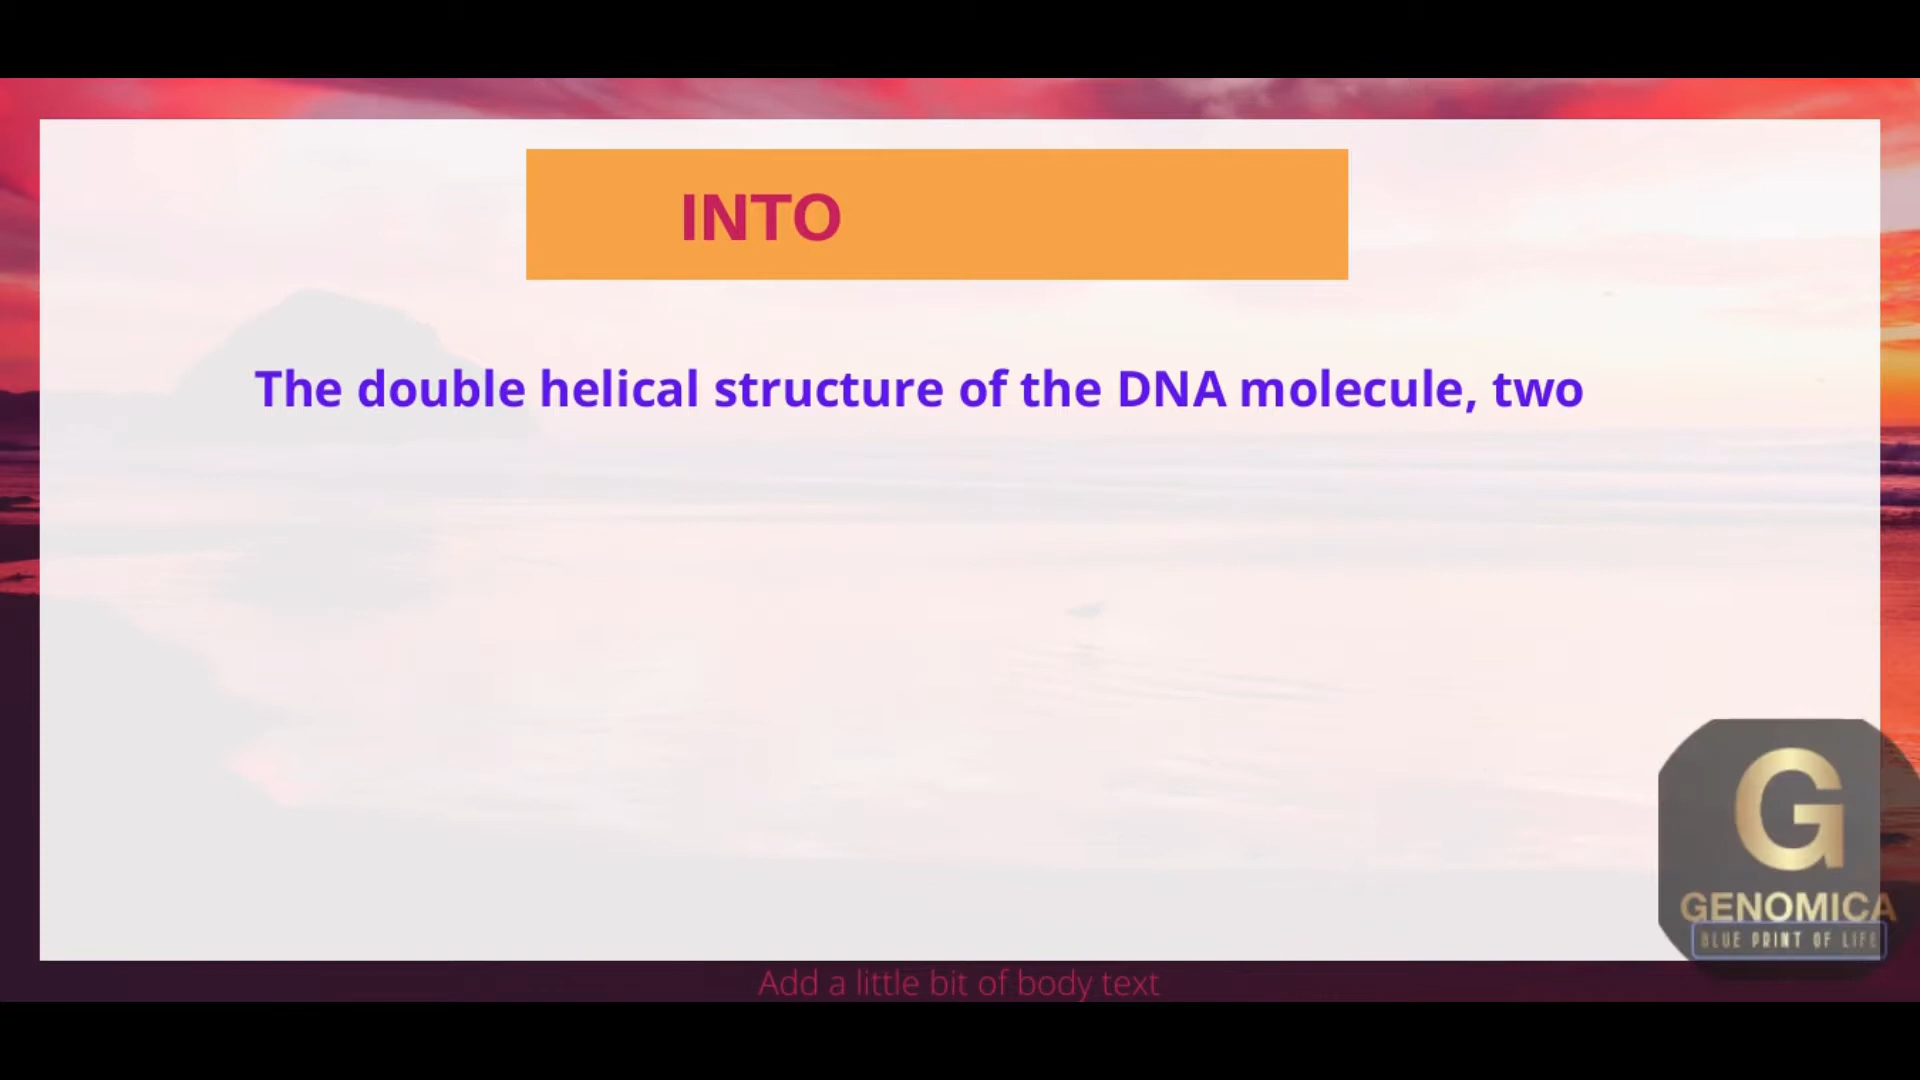 INTO
The double helical structure of the DNA molecule, two
G
GENOMICA
BLUE PRINT OF LIFE
Add a little bit of body text